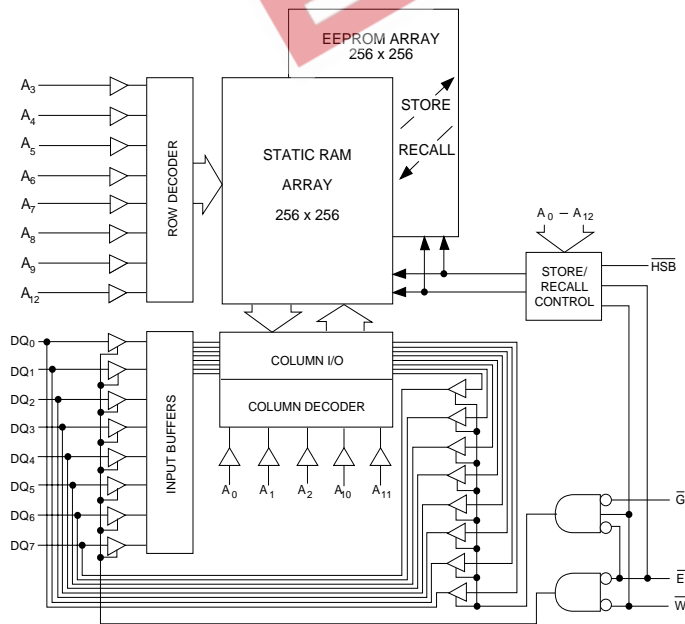 EEPROM ARRAY
256 x 256
STORE
RECALL
STATIC RAM
ARRAY
256 x 256
A3
A4
A5
A6
A7
A8
A9
A12
ROW DECODER
A0 – A12
STORE/
RECALL
CONTROL
HSB
DQ0
DQ1
DQ2
DQ3
DQ4
DQ5
DQ6
DQ7
INPUT BUFFERS
COLUMN I/O
COLUMN DECODER
A0 A1 A2 A10 A11
G
E
W